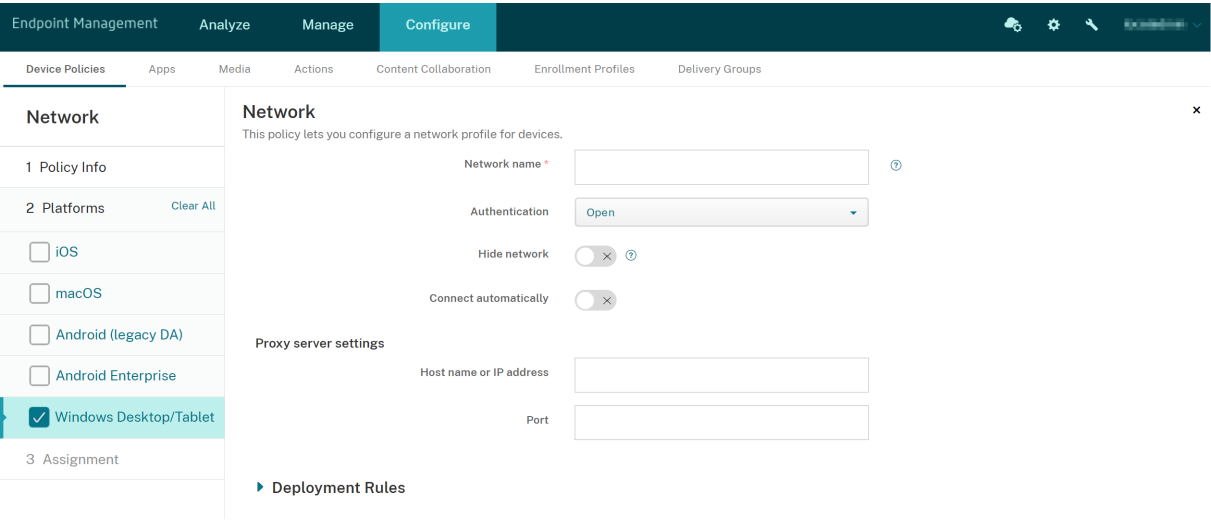 Endpoint Management Analyze Manage Configure
Device Policies Apps Media Actions Content Collaboration Enrollment Profiles Delivery Groups
Network
1 Policy Info
2 Platforms Clear All
iOS
macOS
Android (legacy DA)
Android Enterprise
Windows Desktop/Tablet
3 Assignment
Network
This policy lets you configure a network profile for devices.
Network name *
Authentication Open
Hide network
Connect automatically
Proxy server settings
Host name or IP address
Port
Deployment Rules